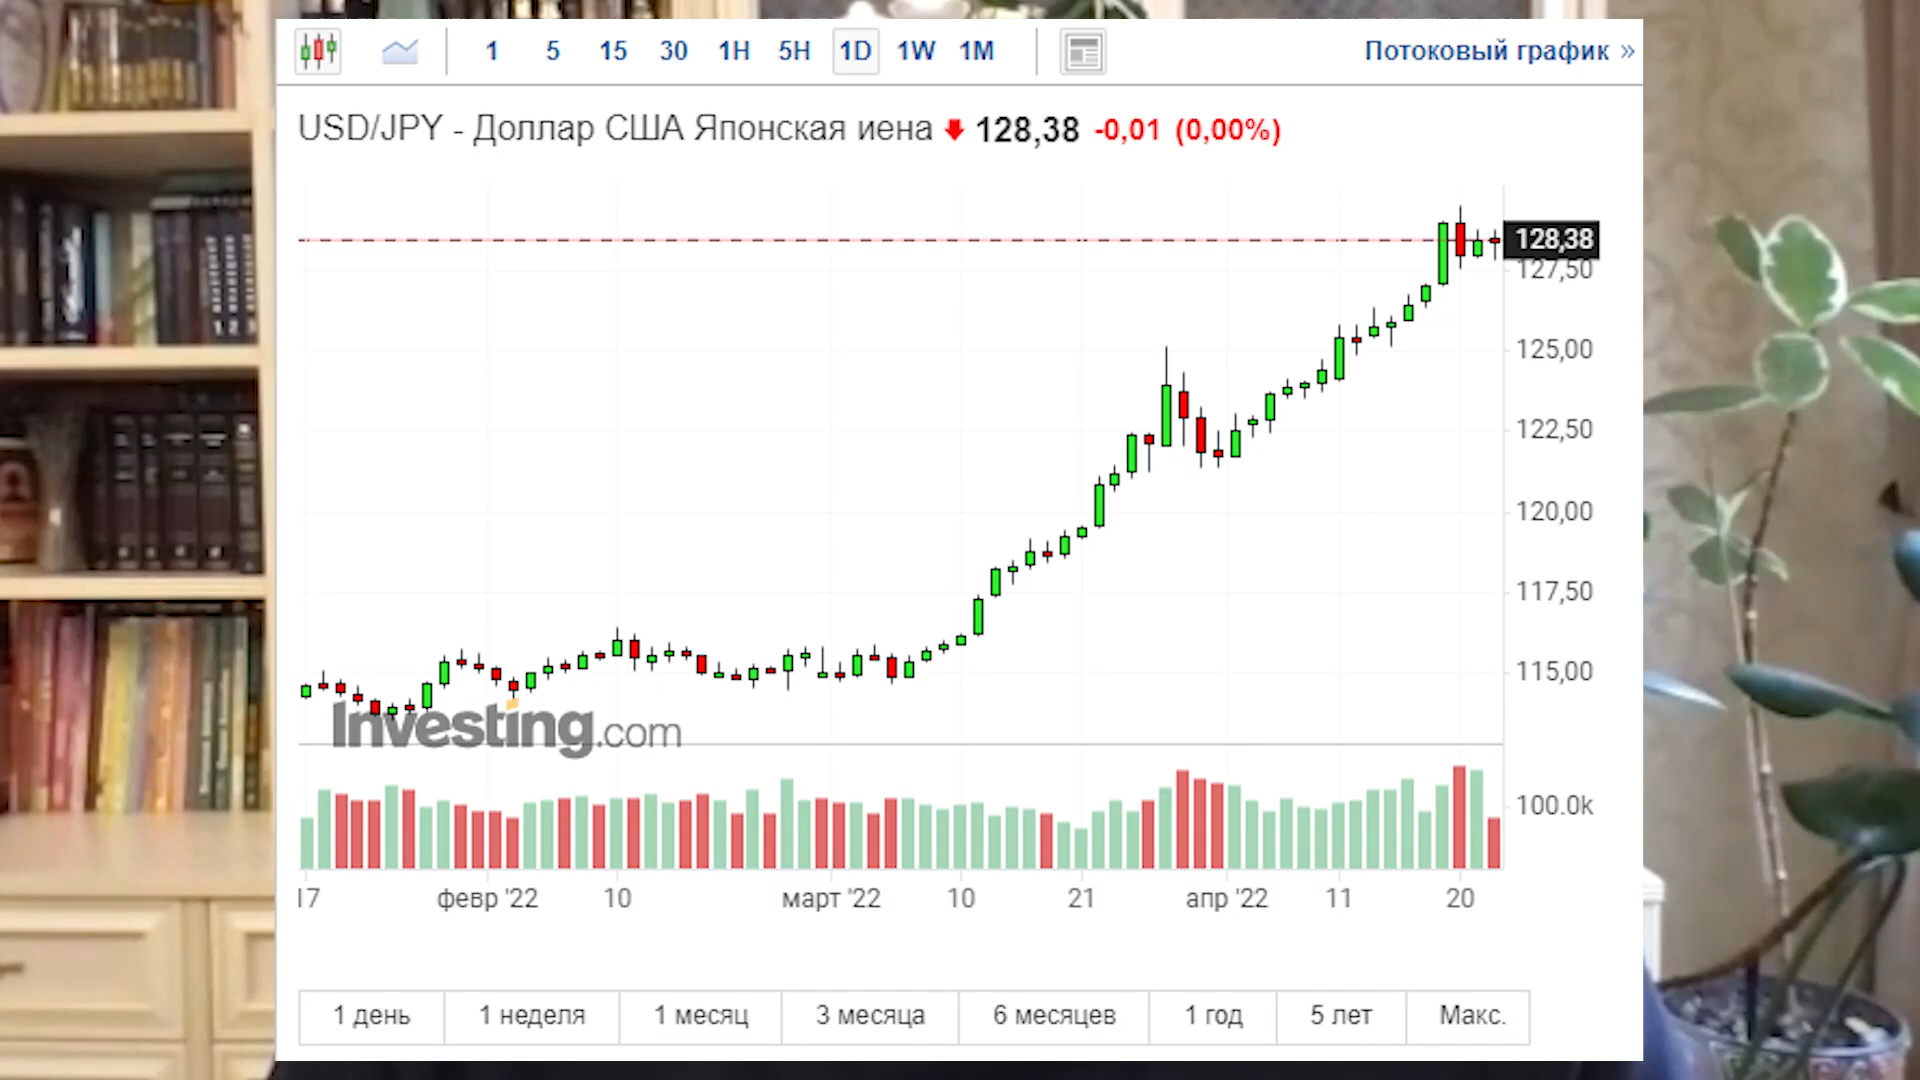 1 5 15 30 1H 5H 1D 1W 1M Потоковый график »
USD/JPY - Доллар США Японская иена 128,38 -0,01 (0,00%)
128,38
127,50
125,00
122,50
120,00
117,50
115,00
Investing.com
100.0k
17 февр '22 10 март '22 10 21 апр '22 11 20
1 день 1 неделя 1 месяц 3 месяца 6 месяцев 1 год 5 лет Макс.